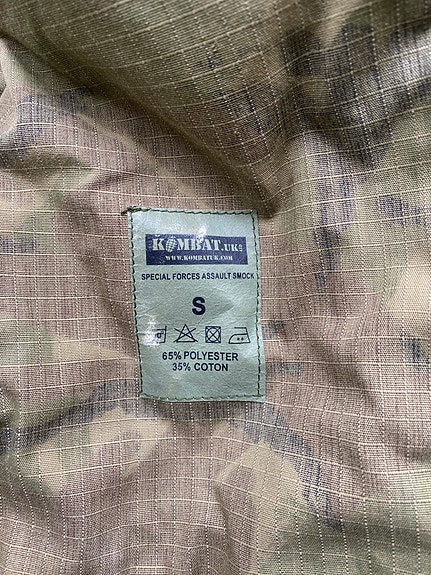 KOMBAT.UK
WWW.KOMBATUK.COM
SPECIAL FORCES ASSAULT SMOCK
S
65% POLYESTER
35% COTON